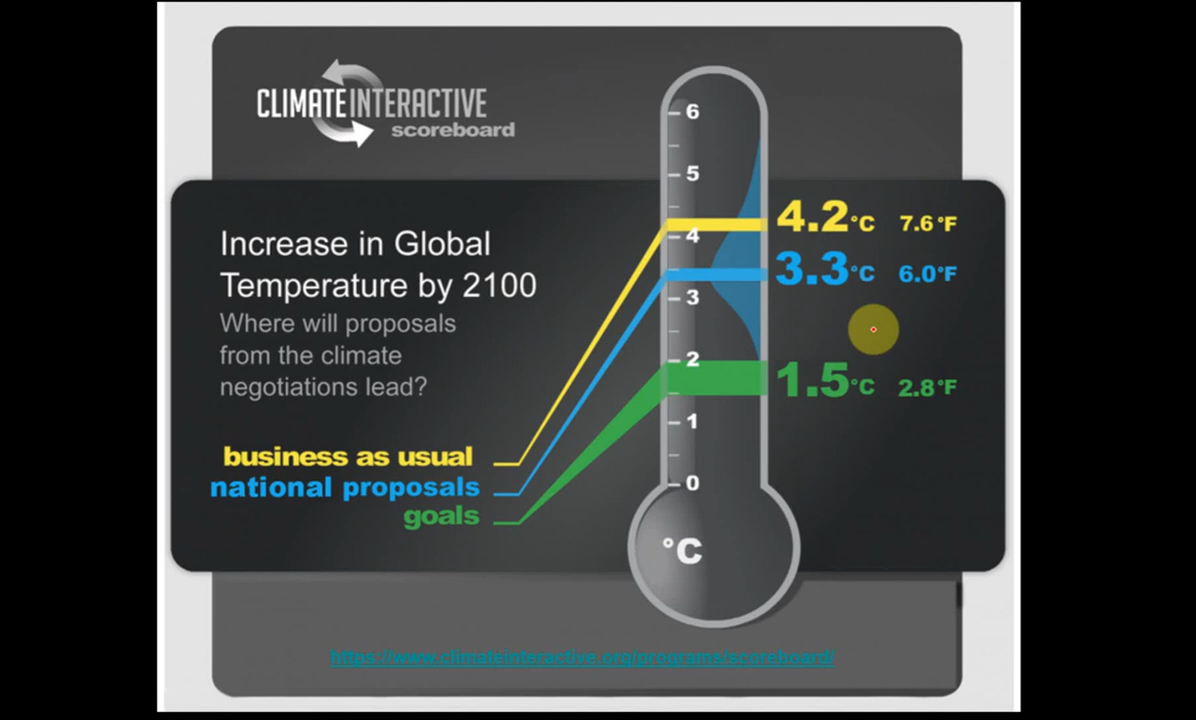 CLIMATEINTERACTIVE
scoreboard
Increase in Global
Temperature by 2100
Where will proposals
from the climate
negotiations lead?
business as usual
national proposals
goals
6
5
4
3
2
1
0
°C
4.2°C 7.6°F
3.3°C 6.0°F
1.5°C 2.8°F
https://www.climateinteractive.org/programs/scoreboard/